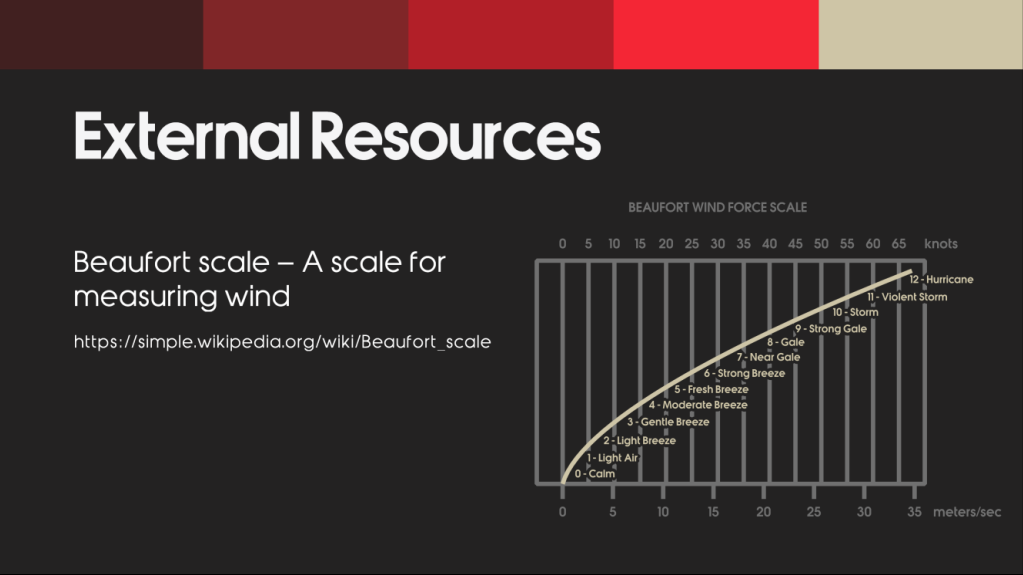 External Resources
Beaufort scale – A scale for
measuring wind
https://simple.wikipedia.org/wiki/Beaufort_scale
BEAUFORT WIND FORCE SCALE
0 5 10 15 20 25 30 35 40 45 50 55 60 65 knots
12 - Hurricane
11 - Violent Storm
10 - Storm
9 - Strong Gale
8 - Gale
7 - Near Gale
6 - Strong Breeze
5 - Fresh Breeze
4 - Moderate Breeze
3 - Gentle Breeze
2 - Light Breeze
1 - Light Air
0 - Calm
0 5 10 15 20 25 30 35 meters/sec